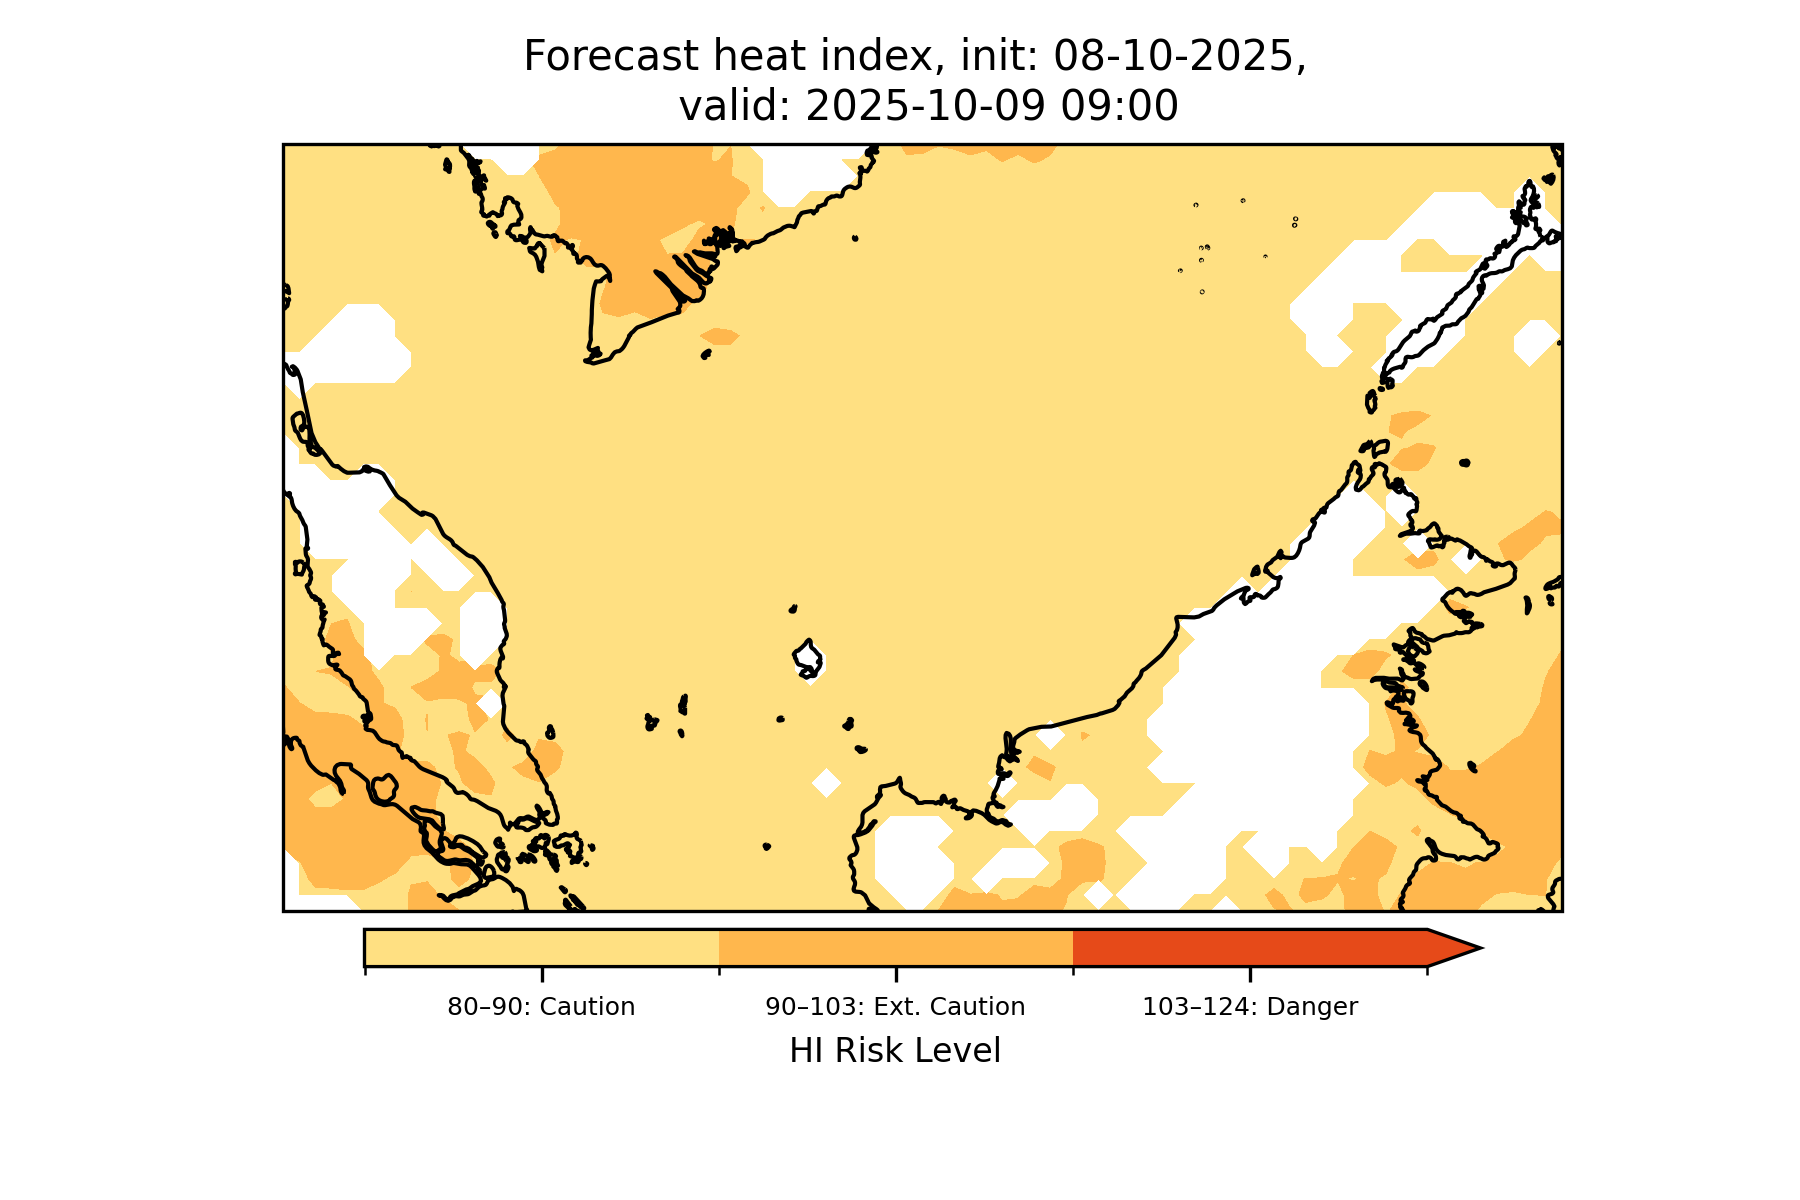 Forecast heat index, init: 08-10-2025,
valid: 2025-10-09 09:00
80–90: Caution
90–103: Ext. Caution
103–124: Danger
HI Risk Level